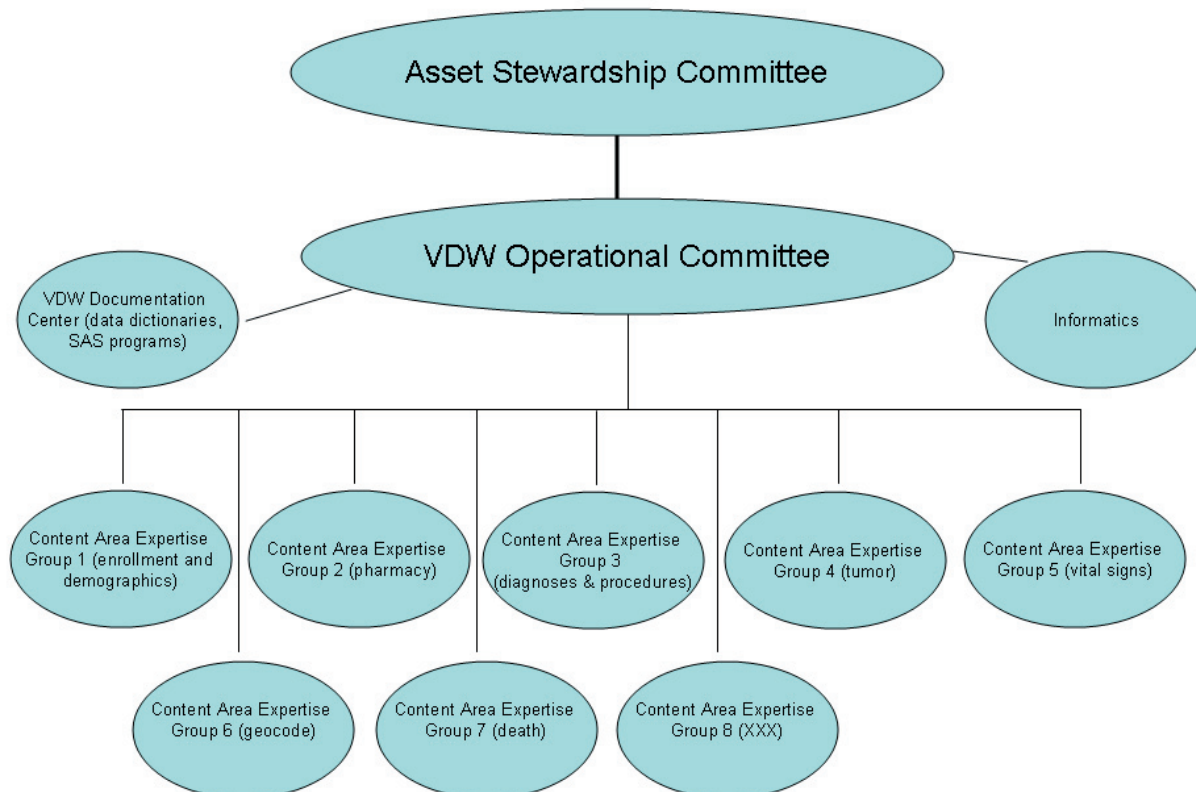 Asset Stewardship Committee
VDW Operational Committee
VDW Documentation
Center (data dictionaries,
SAS programs)
Informatics
Content Area Expertise
Group 1 (enrollment and
demographics)
Content Area Expertise
Group 2 (pharmacy)
Content Area Expertise
Group 3
(diagnoses & procedures)
Content Area Expertise
Group 4 (tumor)
Content Area Expertise
Group 5 (vital signs)
Content Area Expertise
Group 6 (geocode)
Content Area Expertise
Group 7 (death)
Content Area Expertise
Group 8 (XXX)